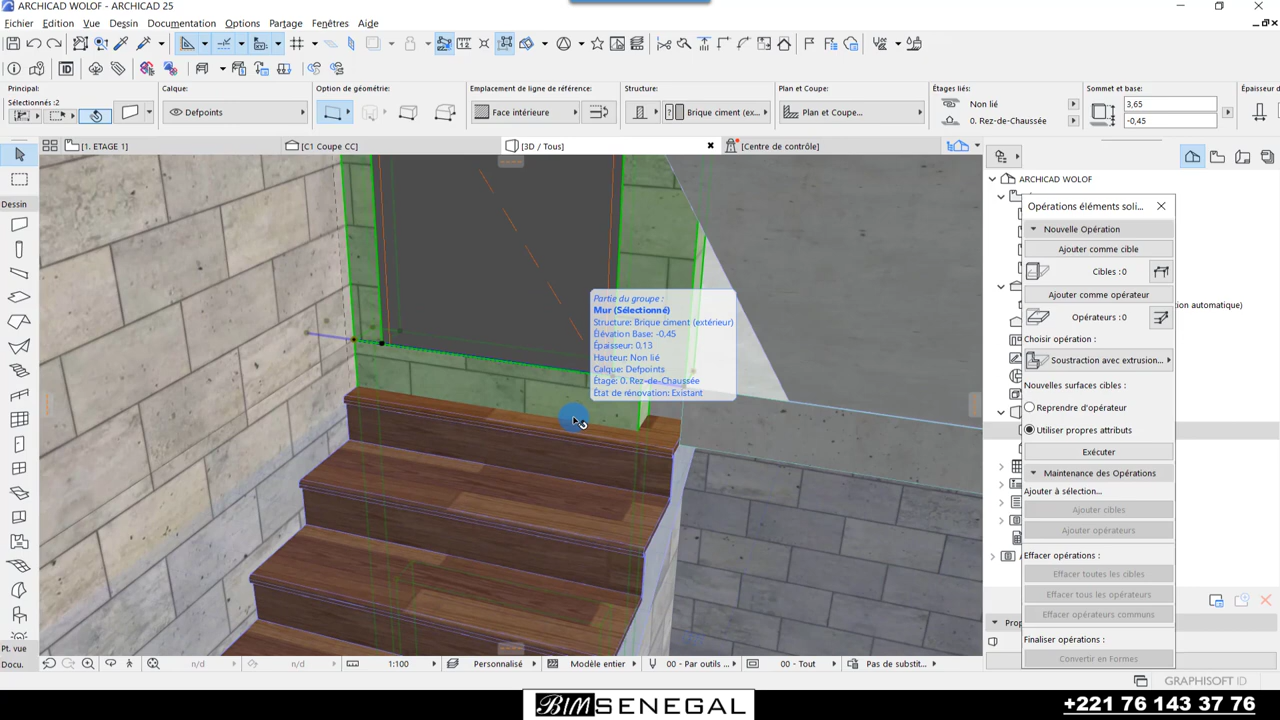 ARCHICAD WOLOF - ARCHICAD 25
Fichier Edition Vue Dessin Documentation Options Partage Fenêtres Aide
Principal:
Sélectionnés :2
Calque:
Defpoints
Option de géométrie:
Emplacement de ligne de référence:
Face intérieure
Structure:
Brique ciment (ex...
Plan et Coupe:
Plan et Coupe...
Étages liés:
Non lié
0. Rez-de-Chaussée
Sommet et base:
3,65
-0,45
Épaisseur d
[1. ETAGE 1]
[C1 Coupe CC]
[3D / Tous]
[Centre de contrôle]
Dessin
Pt. vue
Docu.
Partie du groupe :
Mur (Sélectionné)
Structure: Brique ciment (extérieur)
Élévation Base: -0,45
Épaisseur: 0,13
Hauteur: Non lié
Calque: Defpoints
Étage: 0. Rez-de-Chaussée
État de rénovation: Existant
ARCHICAD WOLOF
Opérations éléments soli...
Nouvelle Opération
Ajouter comme cible
Cibles : 0
Ajouter comme opérateur
Opérateurs : 0
Choisir opération :
Soustraction avec extrusion...
Nouvelles surfaces cibles :
Reprendre d'opérateur
Utiliser propres attributs
Exécuter
Maintenance des Opérations
Ajouter à sélection...
Ajouter cibles
Ajouter opérateurs
Effacer opérations :
Effacer toutes les cibles
Effacer tous les opérateurs
Effacer opérateurs communs
Finaliser opérations :
Convertir en Formes
ion automatique)
Prop
n/d
n/d
1:100
Personnalisé
Modèle entier
00 - Par outils ...
00 - Tout
Pas de substit...
GRAPHISOFT ID
BIMSENEGAL
+221 76 143 37 76